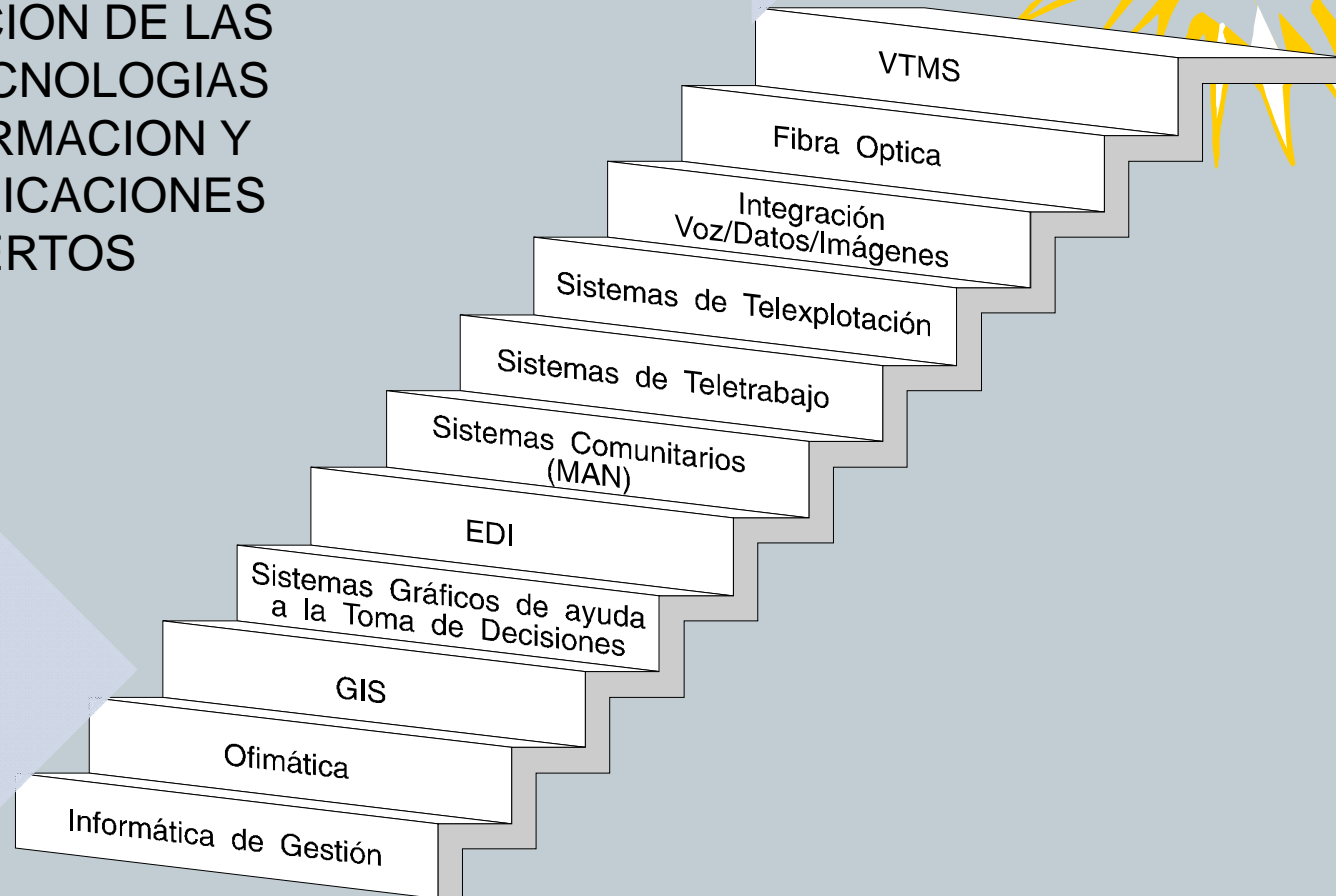 CION DE LAS
CNOLOGIAS
RMACION Y
ICACIONES
ERTOS
VTMS
Fibra Optica
Integración
Voz/Datos/Imágenes
Sistemas de Telexplotación
Sistemas de Teletrabajo
Sistemas Comunitarios
(MAN)
EDI
Sistemas Gráficos de ayuda
a la Toma de Decisiones
GIS
Ofimática
Informática de Gestión